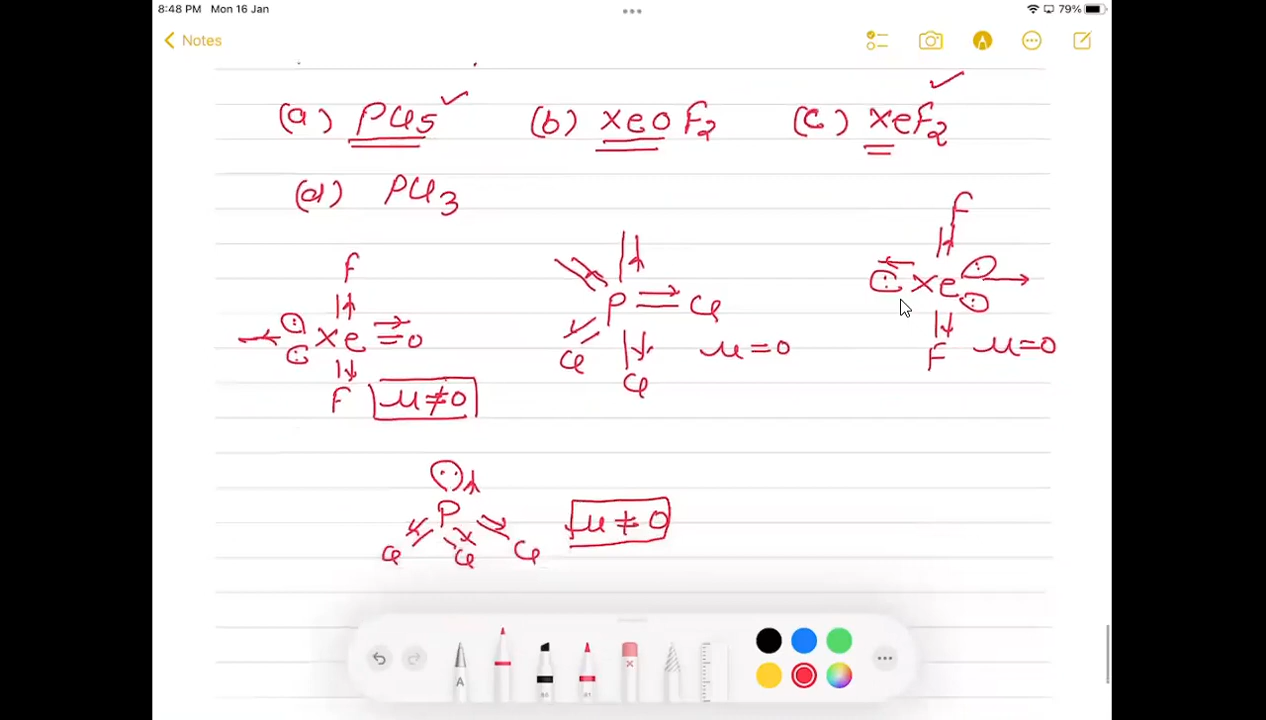 8:48 PM Mon 16 Jan
79%
Notes
(a) PCl5 ✓ (b) XeOF2 (c) XeF2 ✓
(d) PCl3
F
F
Xe
Xe=O
P Cl
Cl
μ=0
F
μ=0
F
μ≠0
Cl
P
μ≠0
Cl Cl Cl